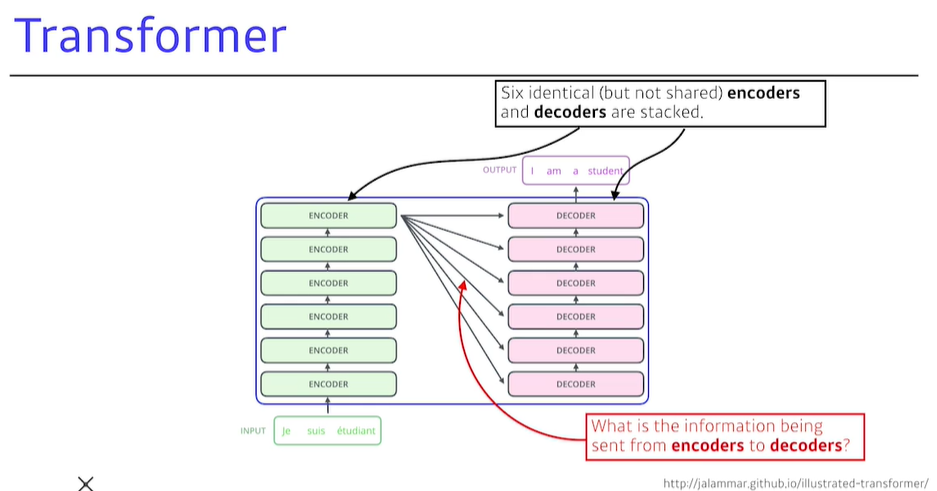 Transformer
Six identical (but not shared) encoders
and decoders are stacked.
OUTPUT I am a student
ENCODER DECODER
ENCODER DECODER
ENCODER DECODER
ENCODER DECODER
ENCODER DECODER
ENCODER DECODER
INPUT Je suis étudiant
What is the information being
sent from encoders to decoders?
http://jalammar.github.io/illustrated-transformer/